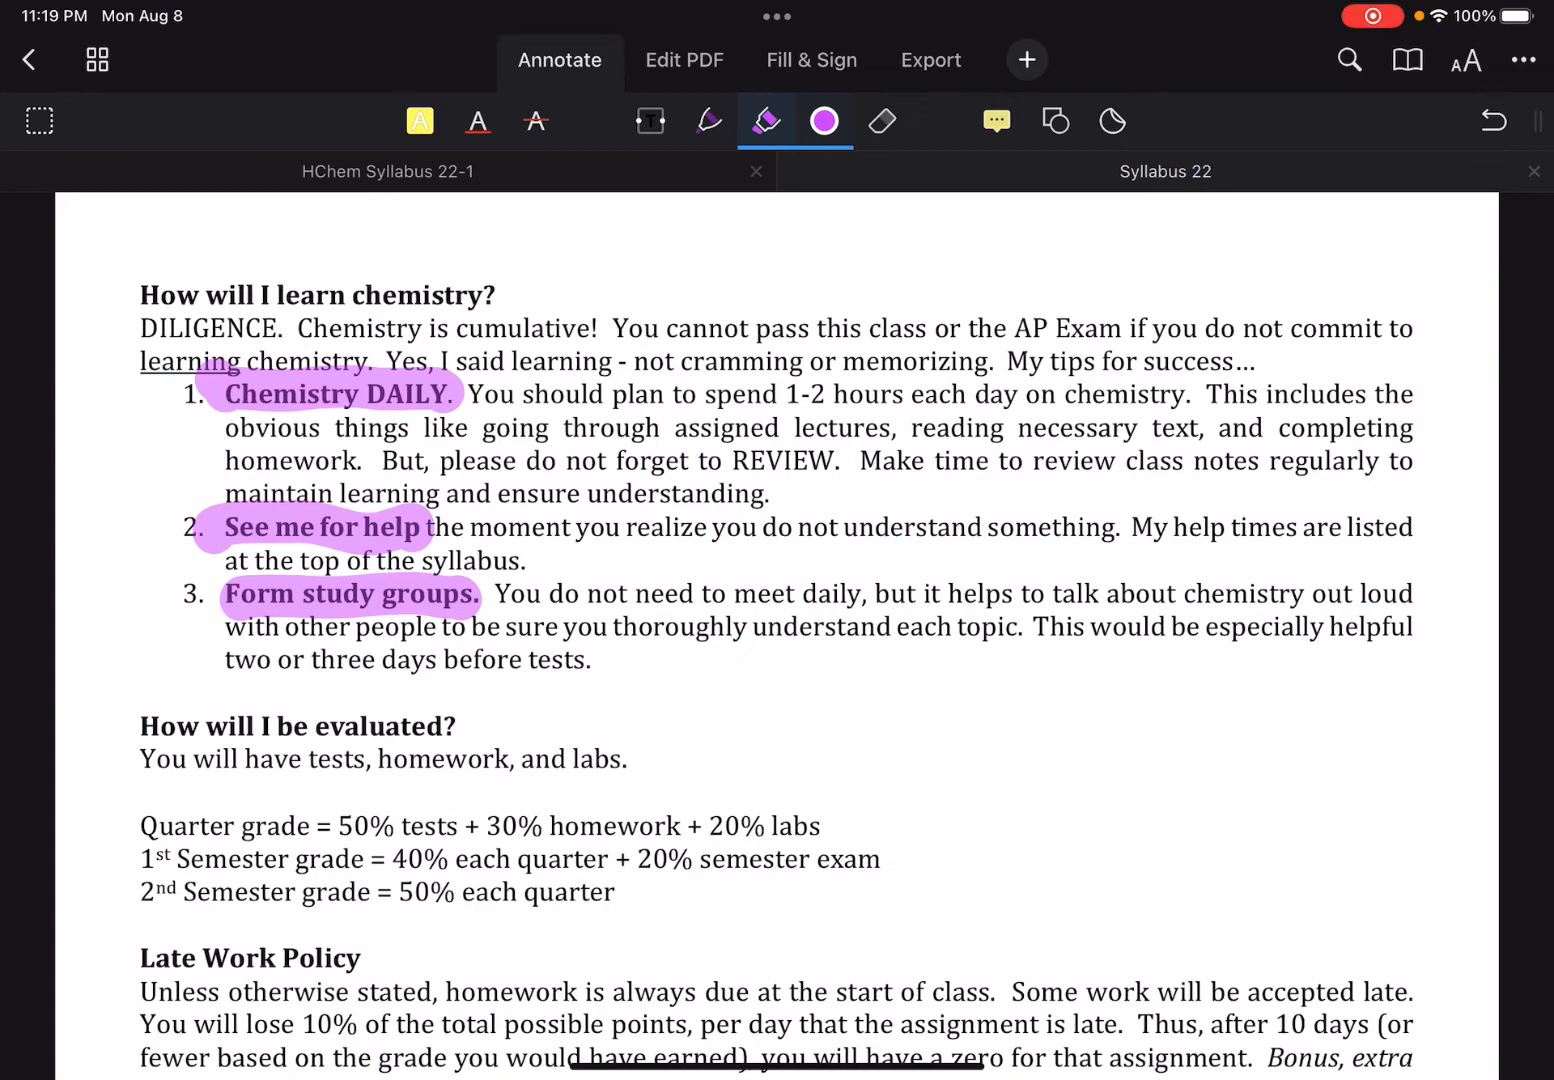 11:19 PM Mon Aug 8
100%
Annotate Edit PDF Fill & Sign Export
HChem Syllabus 22-1
Syllabus 22
How will I learn chemistry?
DILIGENCE. Chemistry is cumulative! You cannot pass this class or the AP Exam if you do not commit to
learning chemistry. Yes, I said learning - not cramming or memorizing. My tips for success…
1. Chemistry DAILY. You should plan to spend 1-2 hours each day on chemistry. This includes the
obvious things like going through assigned lectures, reading necessary text, and completing
homework. But, please do not forget to REVIEW. Make time to review class notes regularly to
maintain learning and ensure understanding.
2. See me for help the moment you realize you do not understand something. My help times are listed
at the top of the syllabus.
3. Form study groups. You do not need to meet daily, but it helps to talk about chemistry out loud
with other people to be sure you thoroughly understand each topic. This would be especially helpful
two or three days before tests.
How will I be evaluated?
You will have tests, homework, and labs.
Quarter grade = 50% tests + 30% homework + 20% labs
1st Semester grade = 40% each quarter + 20% semester exam
2nd Semester grade = 50% each quarter
Late Work Policy
Unless otherwise stated, homework is always due at the start of class. Some work will be accepted late.
You will lose 10% of the total possible points, per day that the assignment is late. Thus, after 10 days (or
fewer based on the grade you would have earned), you will have a zero for that assignment. Bonus, extra